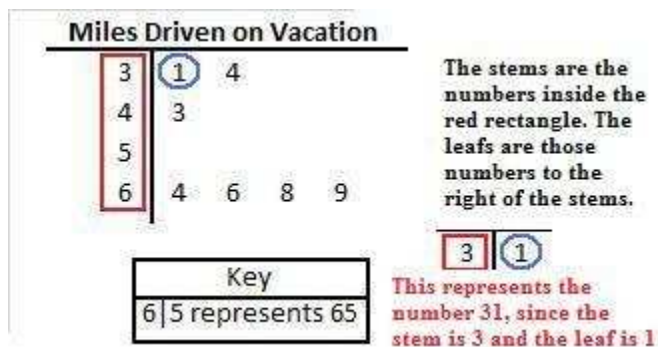 Miles Driven on Vacation
3 1 4
4 3
5
6 4 6 8 9
The stems are the
numbers inside the
red rectangle. The
leafs are those
numbers to the
right of the stems.
3 1
Key
6|5 represents 65
This represents the
number 31, since the
stem is 3 and the leaf is 1